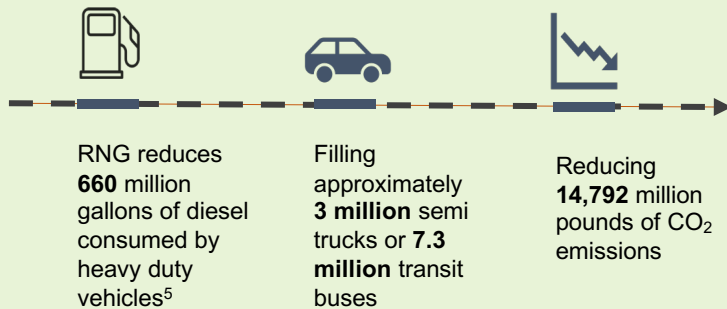 RNG reduces
660 million
gallons of diesel
consumed by
heavy duty
vehicles⁵
Filling
approximately
3 million semi
trucks or 7.3
million transit
buses
Reducing
14,792 million
pounds of CO₂
emissions